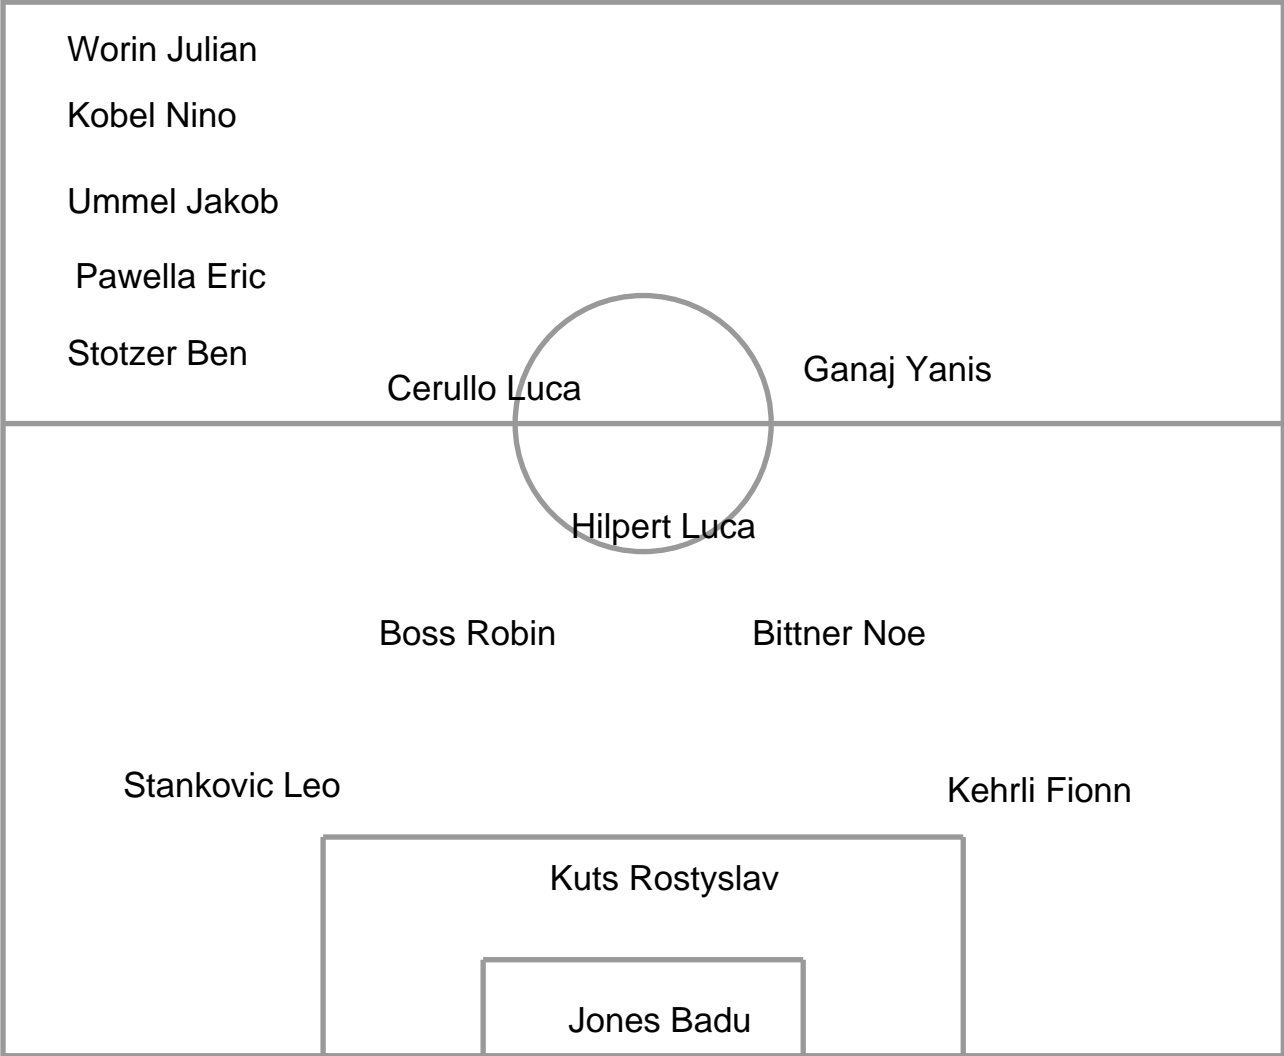 Worin Julian
Kobel Nino
Ummel Jakob
Pawella Eric
Stotzer Ben
Cerullo Luca
Ganaj Yanis
Hilpert Luca
Boss Robin
Bittner Noe
Stankovic Leo
Kehrli Fionn
Kuts Rostyslav
Jones Badu